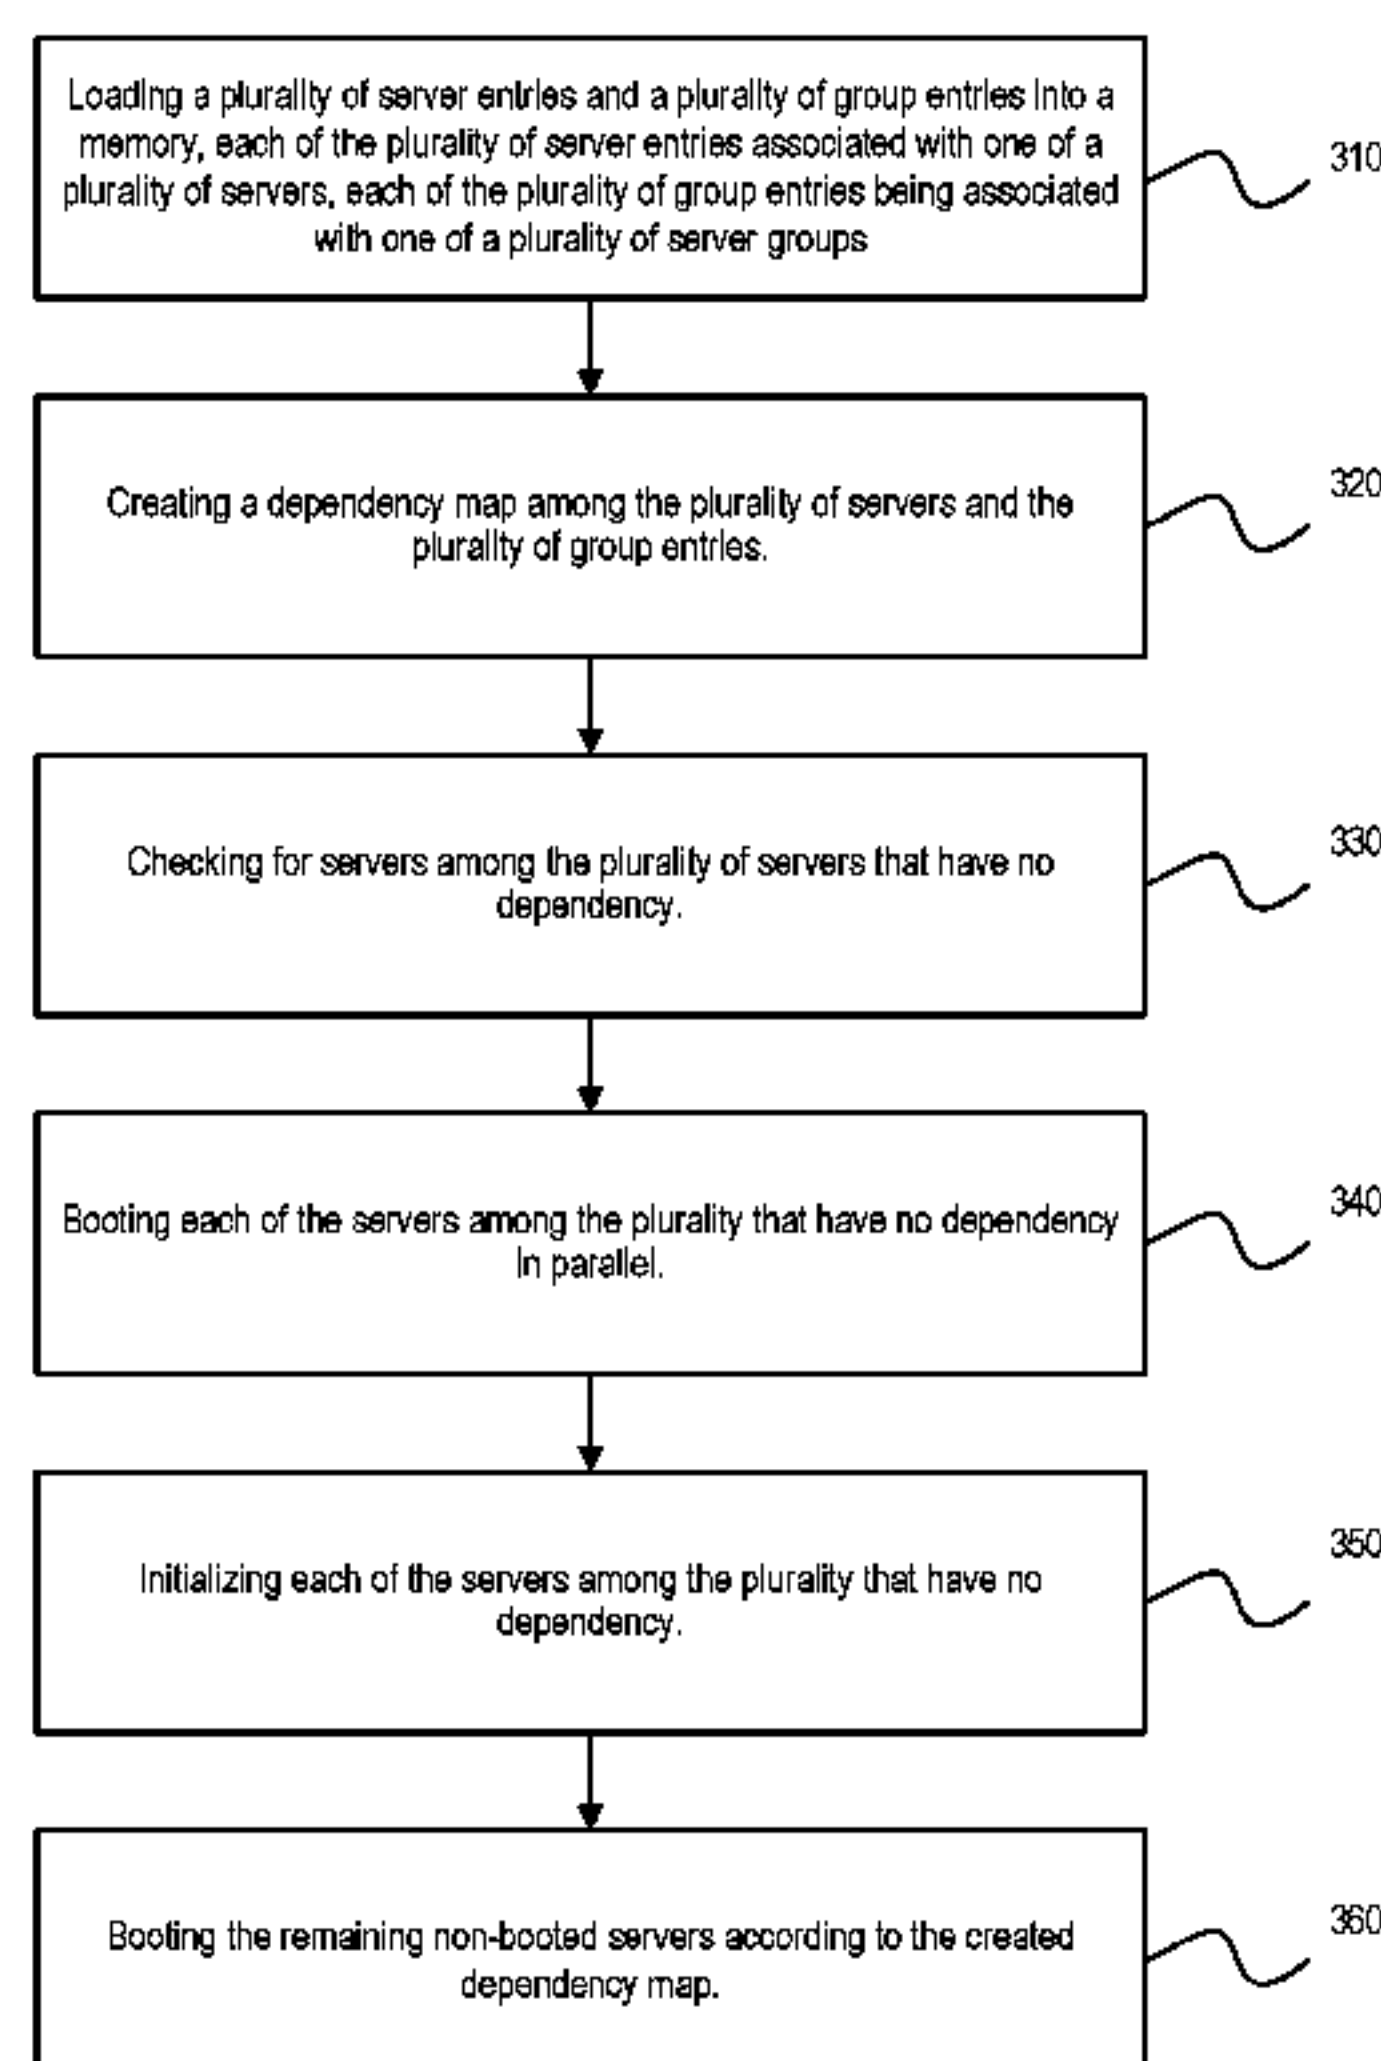 Loading a plurality of server entries and a plurality of group entries into a
memory, each of the plurality of server entries associated with one of a
plurality of servers, each of the plurality of group entries being associated
with one of a plurality of server groups
310
Creating a dependency map among the plurality of servers and the
plurality of group entries.
320
Checking for servers among the plurality of servers that have no
dependency.
330
Booting each of the servers among the plurality that have no dependency
in parallel.
340
Initializing each of the servers among the plurality that have no
dependency.
350
Booting the remaining non-booted servers according to the created
dependency map.
360